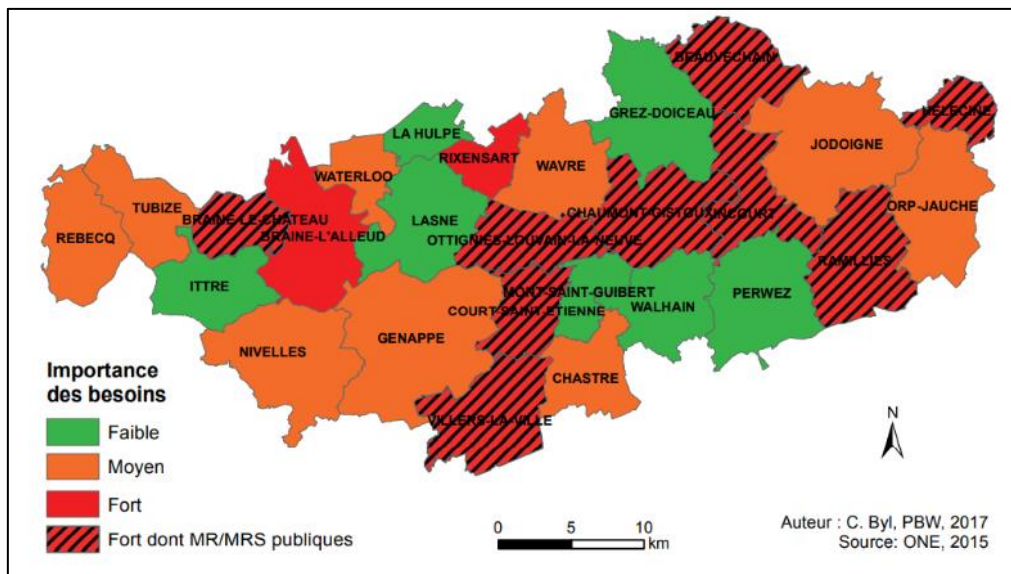 BEAUVECHAIN
HELECINE
GREZ-DOICEAU
LA HULPE
JODOIGNE
RIXENSART
WAVRE
WATERLOO
ORP-JAUCHE
TUBIZE
BRAINE-LE-CHÂTEAU
LASNE
CHAUMONT-GISTOUX
INCOURT
REBECQ
BRAINE-L'ALLEUD
OTTIGNIES-LOUVAIN-LA-NEUVE
RAMILLIES
ITTRE
MONT-SAINT-GUIBERT
PERWEZ
COURT-SAINT-ETIENNE
WALHAIN
GENAPPE
NIVELLES
CHASTRE
VILLERS-LA-VILLE
Importance
des besoins
Faible
Moyen
Fort
Fort dont MR/MRS publiques
N
0 5 10
km
Auteur : C. Byl, PBW, 2017
Source: ONE, 2015